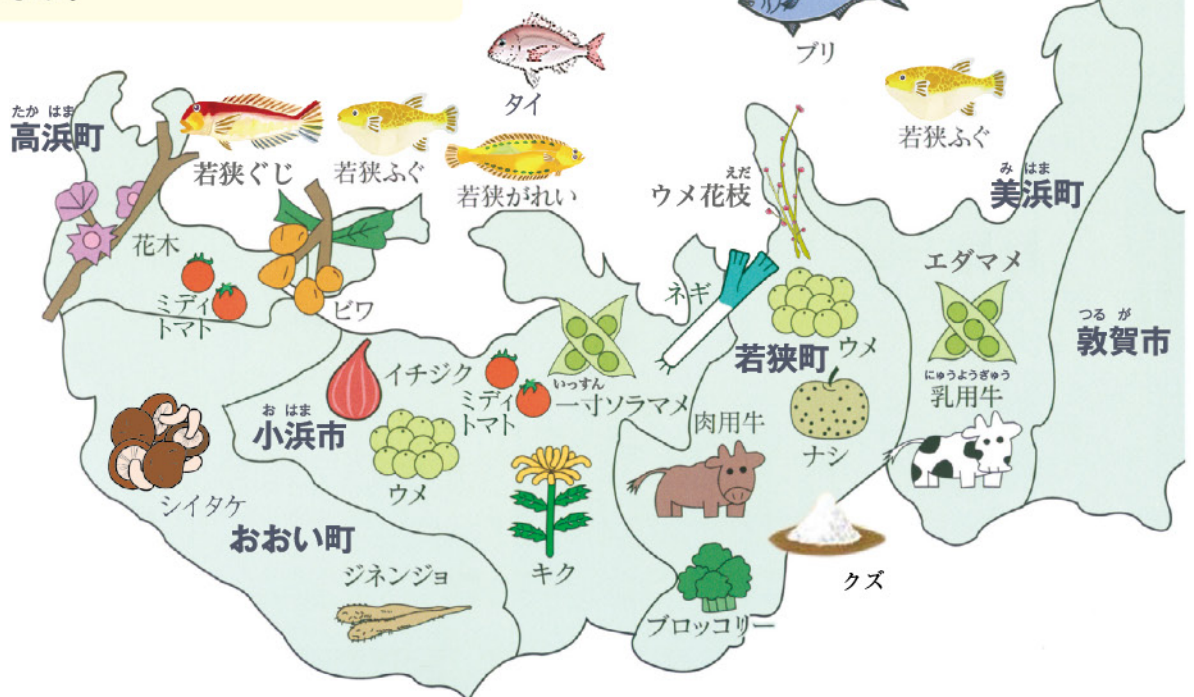 ブリ
タイ
たか はま
高浜町
若狭ぐじ
若狭ふぐ
若狭がれい
若狭ふぐ
えだ
ウメ花枝
み はま
美浜町
花木
ミディ
トマト
ビワ
ネギ
エダマメ
つる が
敦賀市
若狭町
ウメ
イチジク
ミディ
トマト
いっすん
一寸ソラマメ
にゅうようぎゅう
乳用牛
お はま
小浜市
ウメ
肉用牛
ナシ
シイタケ
おおい町
ジネンジョ
キク
クズ
ブロッコリー